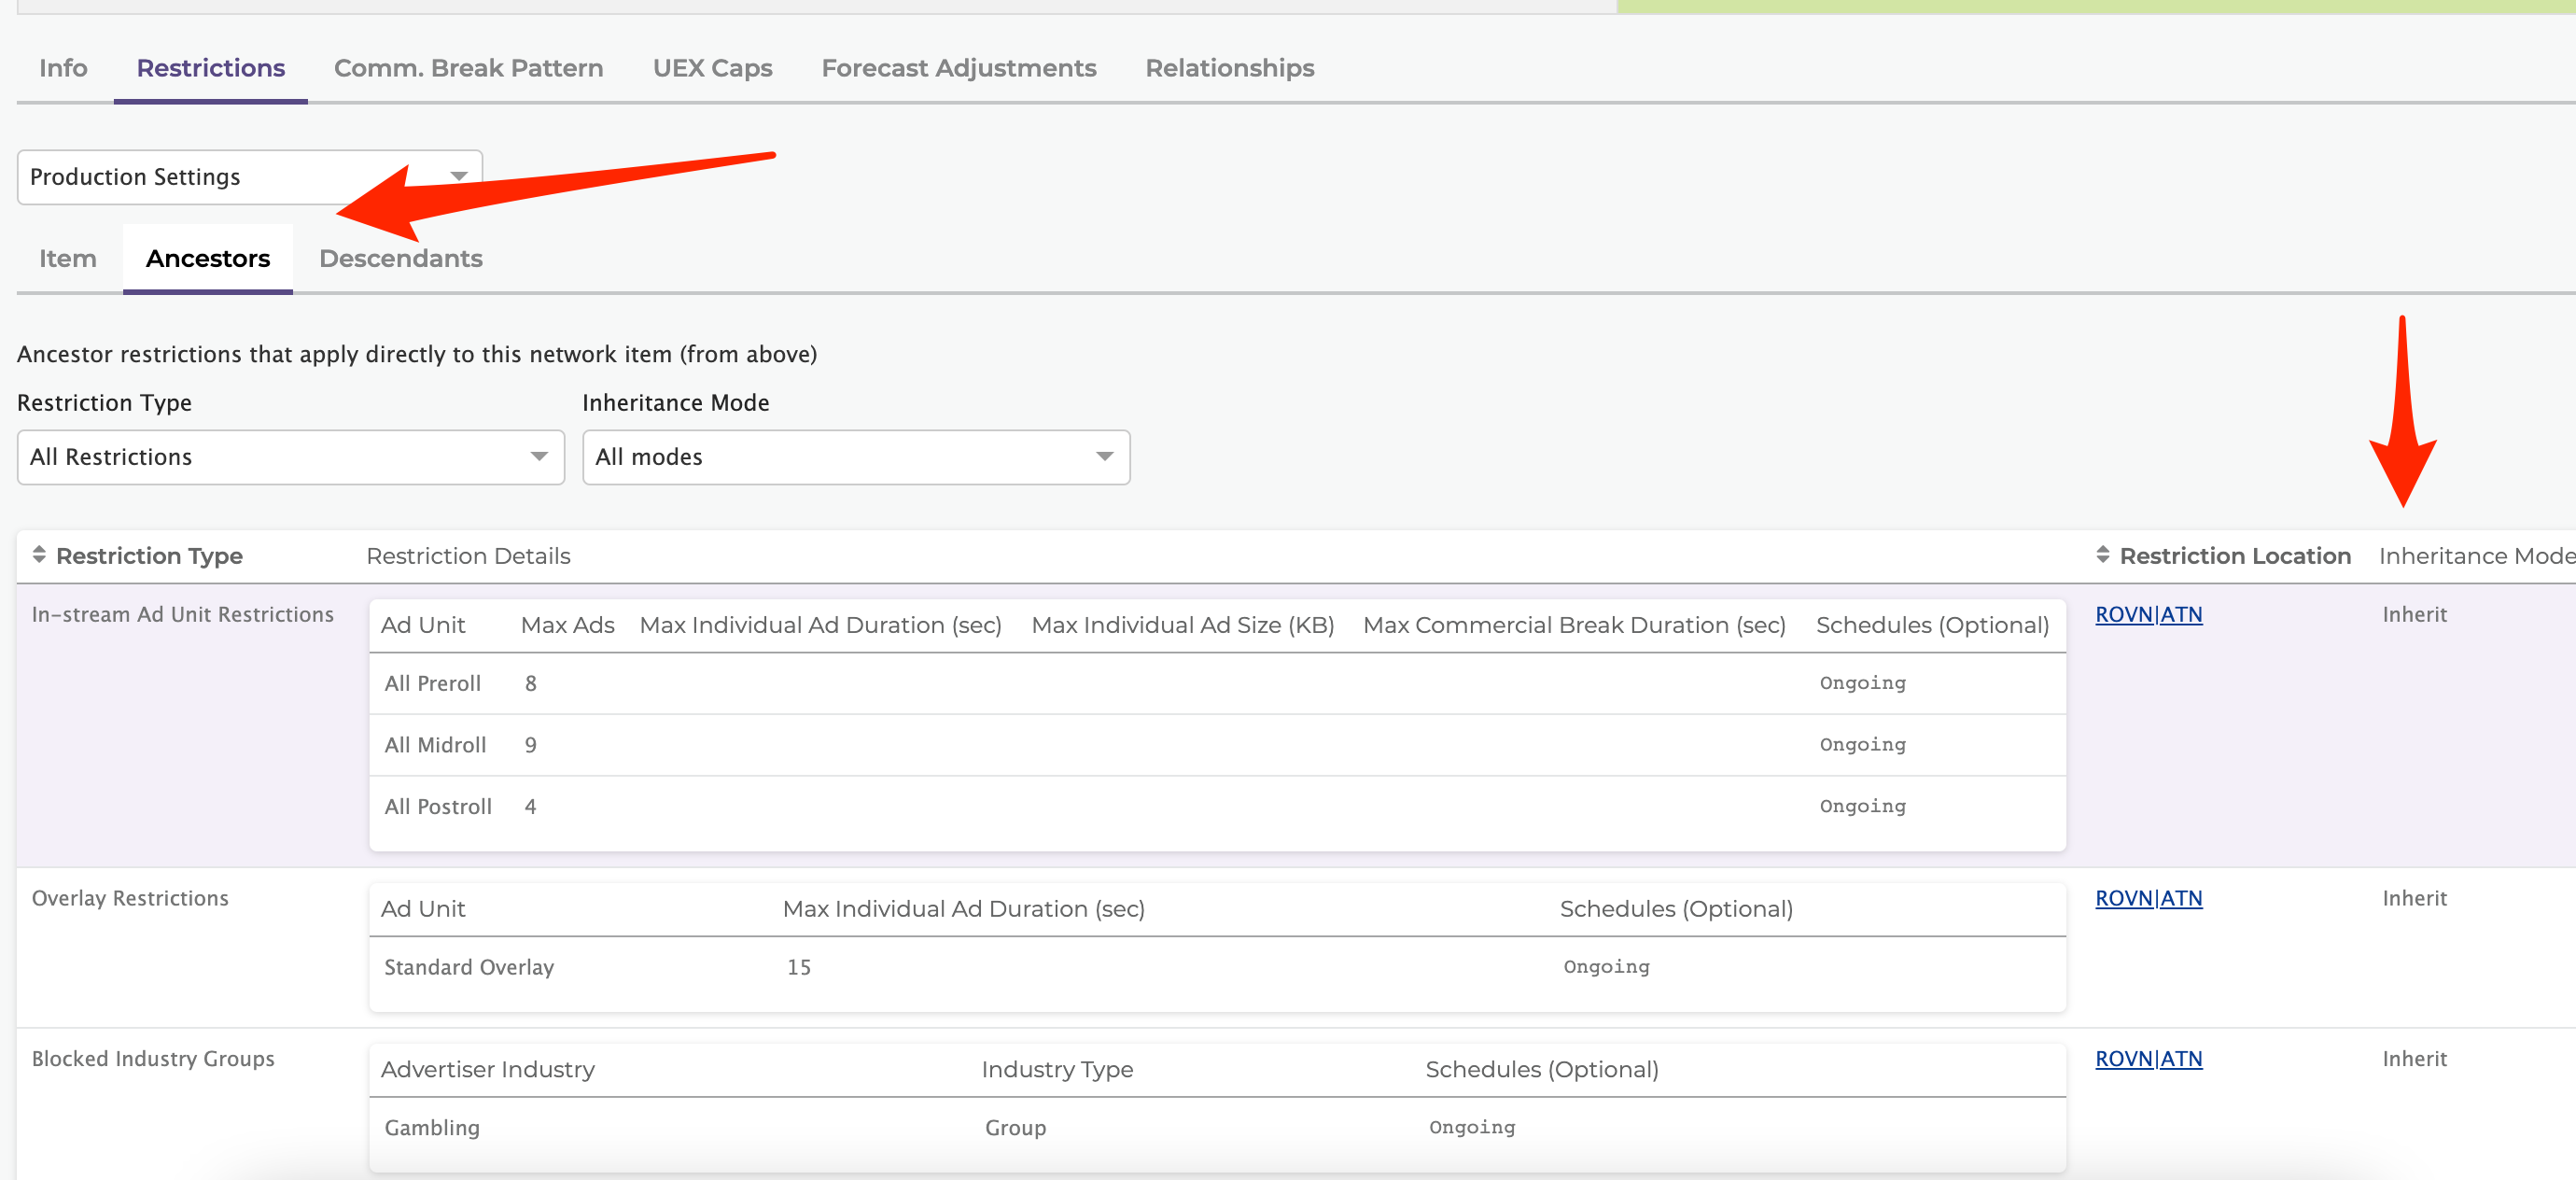 Info Restrictions Comm. Break Pattern UEX Caps Forecast Adjustments Relationships
Production Settings
Item Ancestors Descendants
Ancestor restrictions that apply directly to this network item (from above)
Restriction Type Inheritance Mode
All Restrictions All modes
Restriction Type Restriction Details Restriction Location Inheritance Mode
In-stream Ad Unit Restrictions Ad Unit Max Ads Max Individual Ad Duration (sec) Max Individual Ad Size (KB) Max Commercial Break Duration (sec) Schedules (Optional) ROVN|ATN Inherit
All Preroll 8 Ongoing
All Midroll 9 Ongoing
All Postroll 4 Ongoing
Overlay Restrictions Ad Unit Max Individual Ad Duration (sec) Schedules (Optional) ROVN|ATN Inherit
Standard Overlay 15 Ongoing
Blocked Industry Groups Advertiser Industry Industry Type Schedules (Optional) ROVN|ATN Inherit
Gambling Group Ongoing